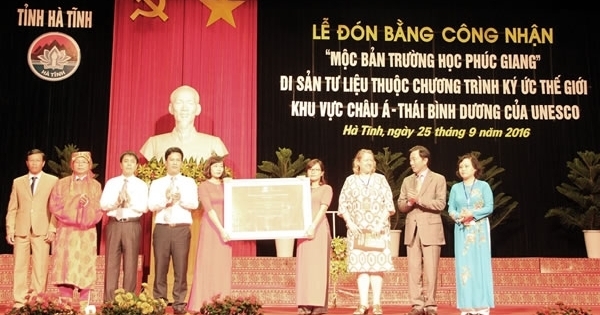 TỈNH HÀ TĨNH
HÀ TĨNH
LỄ ĐÓN BẰNG CÔNG NHẬN
"MỘC BẢN TRƯỜNG HỌC PHÚC GIANG"
DI SẢN TƯ LIỆU THUỘC CHƯƠNG TRÌNH KÝ ỨC THẾ GIỚI
KHU VỰC CHÂU Á - THÁI BÌNH DƯƠNG CỦA UNESCO
Hà Tĩnh, ngày 25 tháng 9 năm 2016